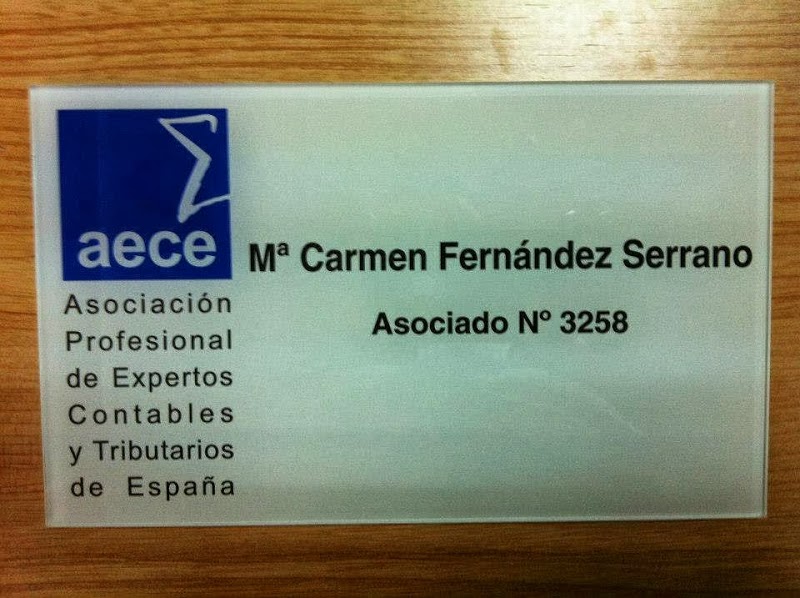 aece
Asociación
Profesional
de Expertos
Contables
y Tributarios
de España
Mª Carmen Fernández Serrano
Asociado Nº 3258